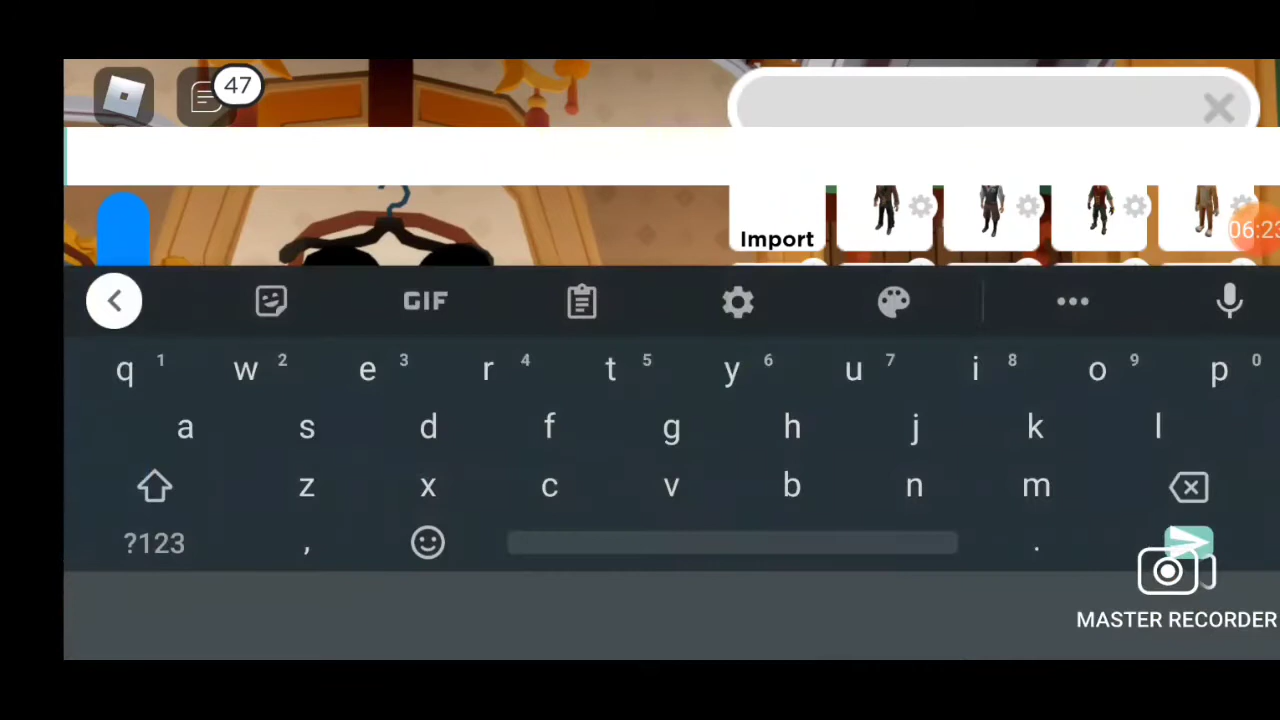 47
Import
06:23
GIF
q 1 w 2 e 3 r 4 t 5 y 6 u 7 i 8 o 9 p 0
a s d f g h j k l
z x c v b n m
?123 , .
MASTER RECORDER